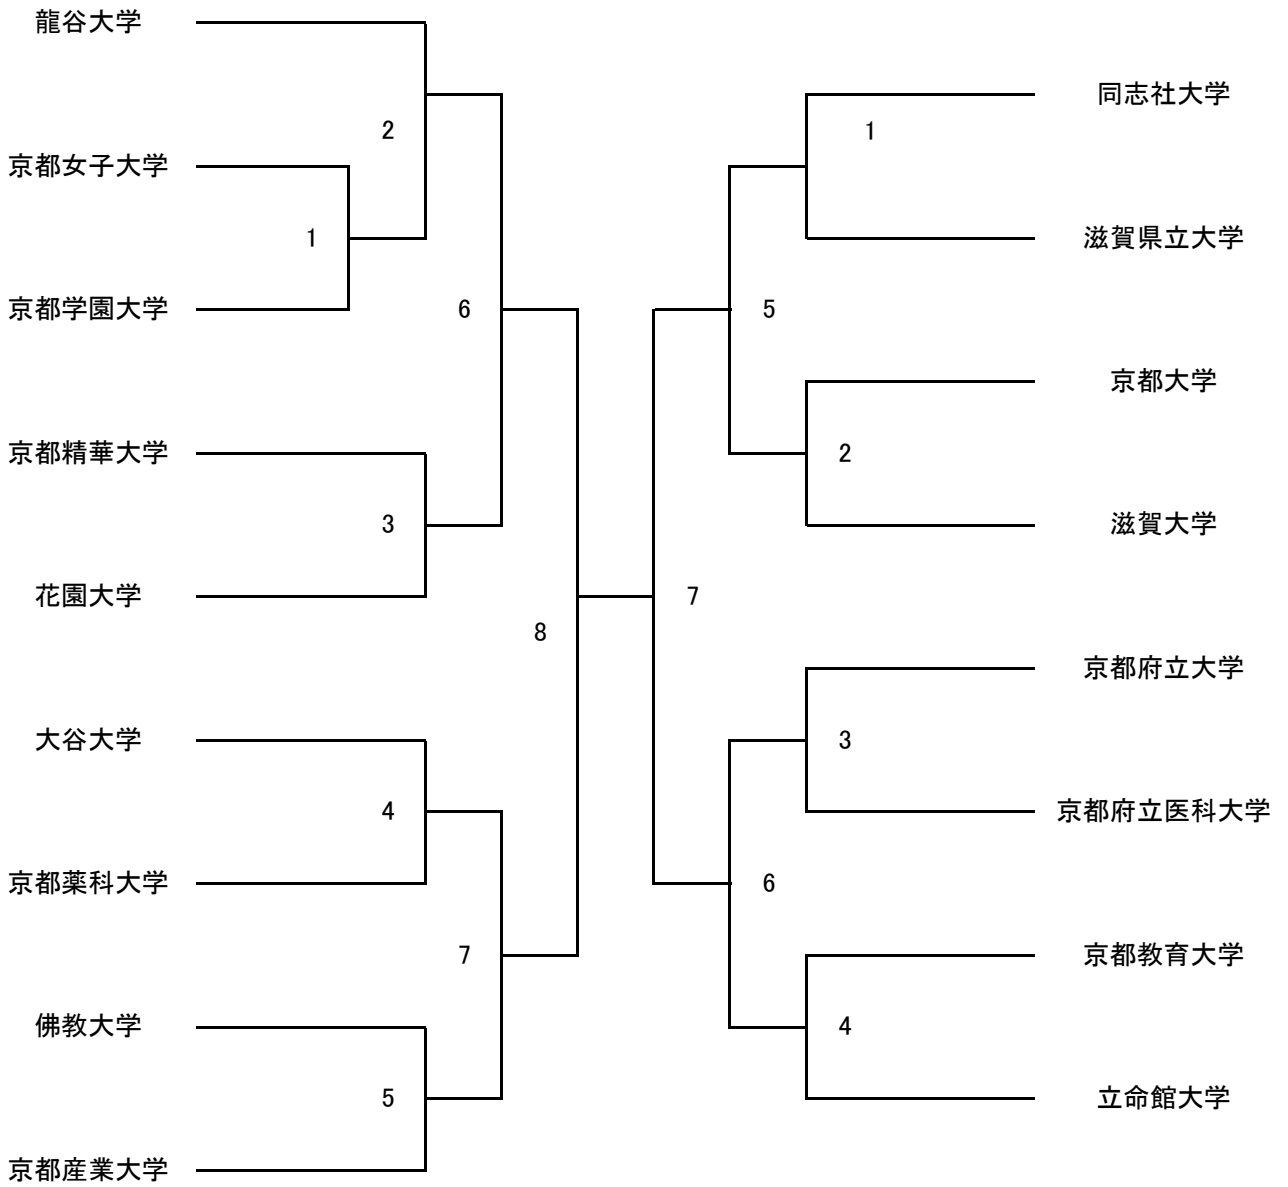 龍谷大学
2
京都女子大学
1
京都学園大学
6
京都精華大学
3
花園大学
8
大谷大学
4
京都薬科大学
7
佛教大学
5
京都産業大学
同志社大学
1
滋賀県立大学
5
京都大学
2
滋賀大学
7
京都府立大学
3
京都府立医科大学
6
京都教育大学
4
立命館大学